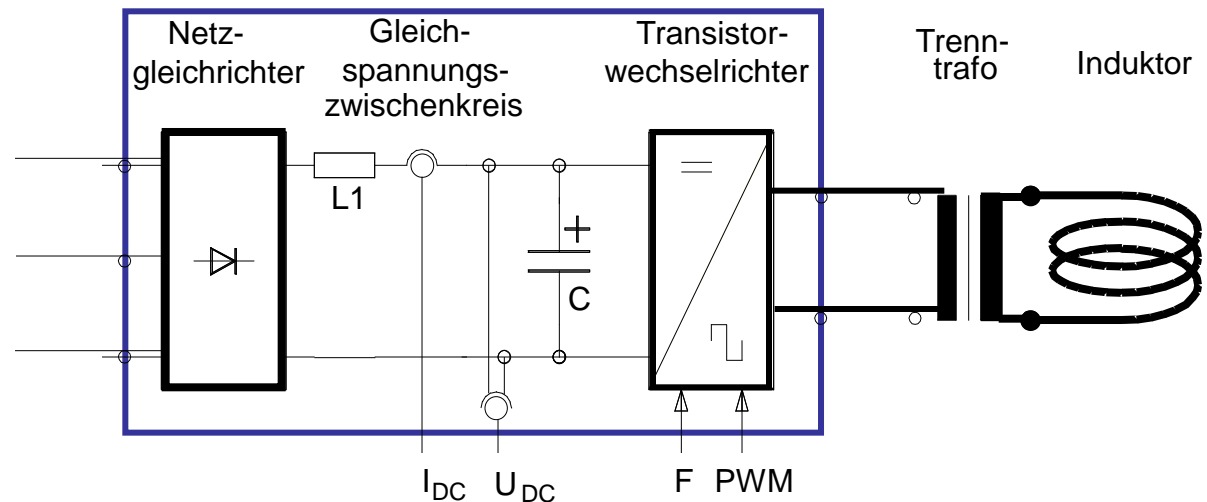 Netz-
gleichrichter
Gleich-
spannungs-
zwischenkreis
Transistor-
wechselrichter
Trenn-
trafo
Induktor
L1
+
C
I DC
U DC
F
PWM